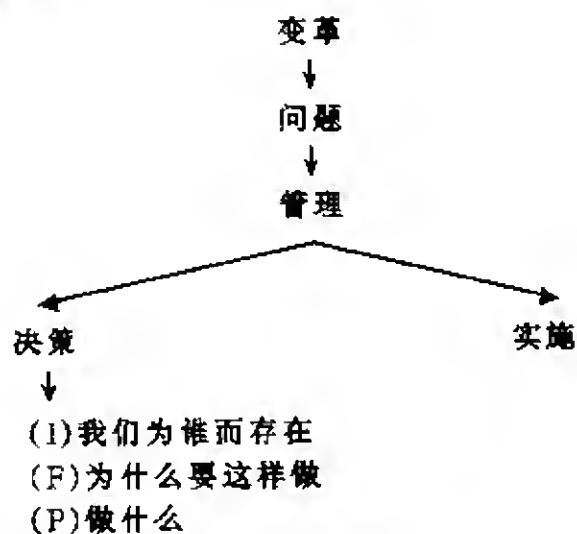 变革
问题
管理
决策
实施
(1)我们为谁而存在
(F)为什么要这样做
(P)做什么